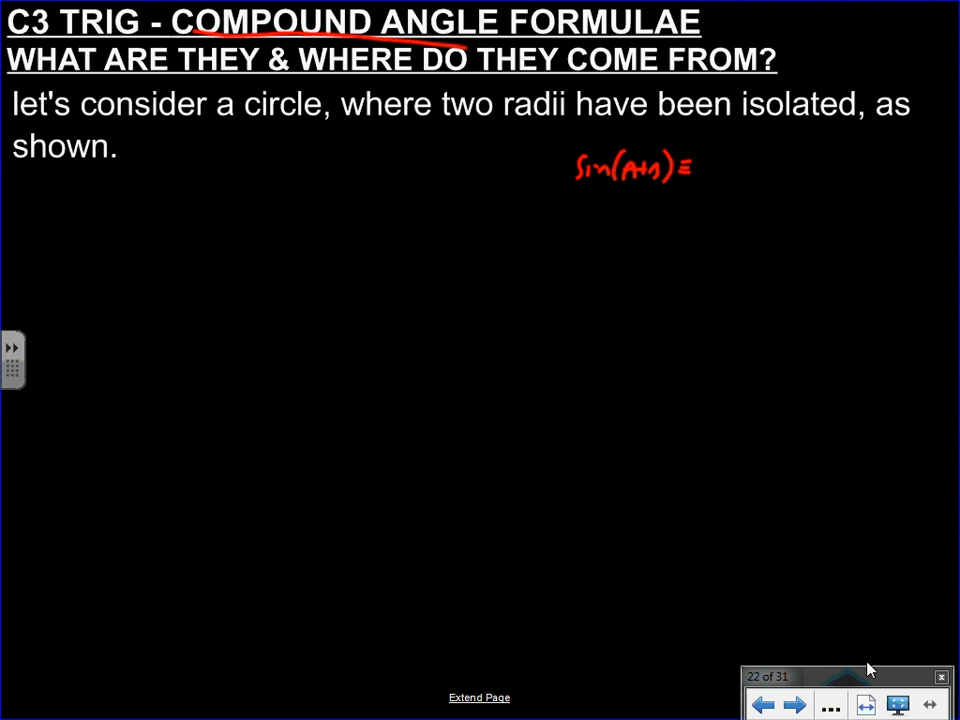 C3 TRIG - COMPOUND ANGLE FORMULAE
WHAT ARE THEY & WHERE DO THEY COME FROM?
let's consider a circle, where two radii have been isolated, as
shown.
Sin(A+A) ≡
22 of 31
Extend Page